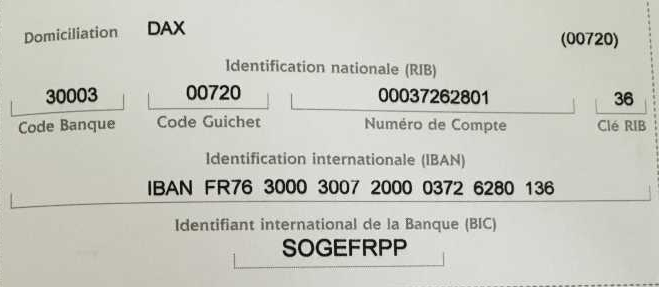 Domiciliation DAX (00720)
Identification nationale (RIB)
30003 00720 00037262801 36
Code Banque Code Guichet Numéro de Compte Clé RIB
Identification internationale (IBAN)
IBAN FR76 3000 3007 2000 0372 6280 136
Identifiant international de la Banque (BIC)
SOGEFRPP